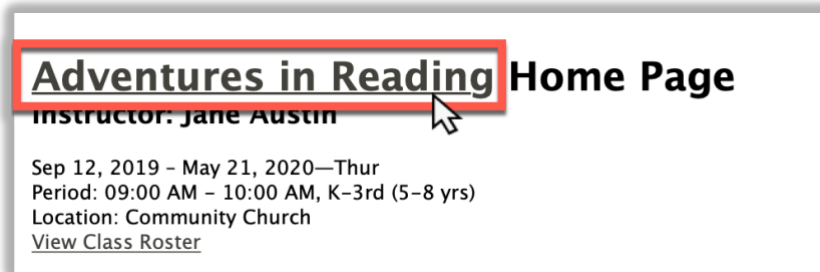 Adventures in Reading Home Page
Instructor: Jane Austin
Sep 12, 2019 – May 21, 2020—Thur
Period: 09:00 AM – 10:00 AM, K–3rd (5–8 yrs)
Location: Community Church
View Class Roster